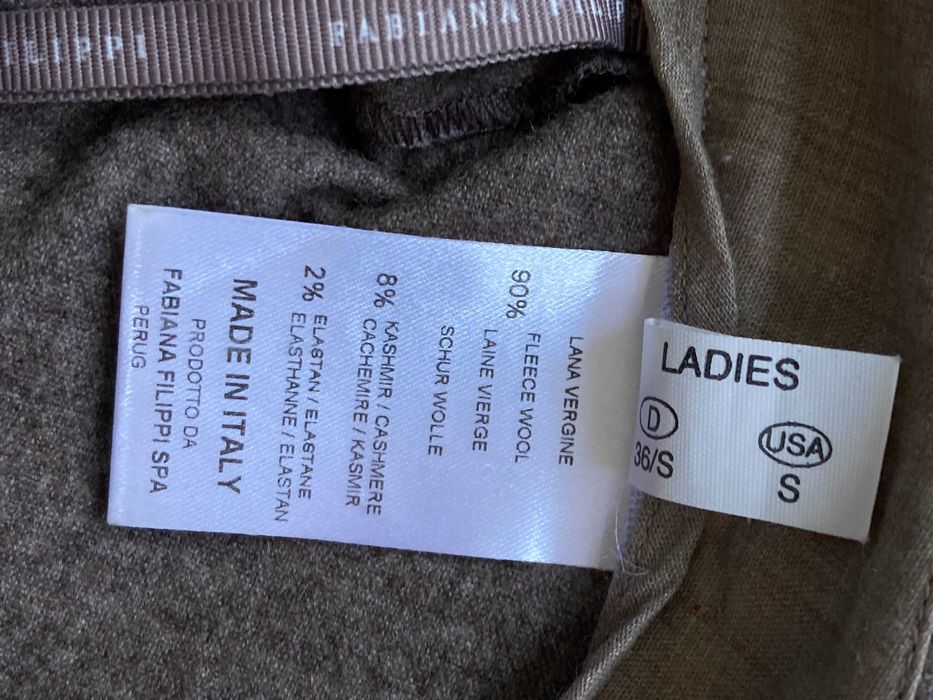 FILIPPI FABIANA FI
LANA VERGINE
90% FLEECE WOOL
LAINE VIERGE
SCHUR WOLLE
8% KASHMIR / CASHMERE
CACHEMIRE / KASMIR
2% ELASTAN / ELASTANE
ELASTHANNE / ELASTAN
MADE IN ITALY
PRODOTTO DA
FABIANA FILIPPI SPA
PERUG
LADIES
D USA
36/S S